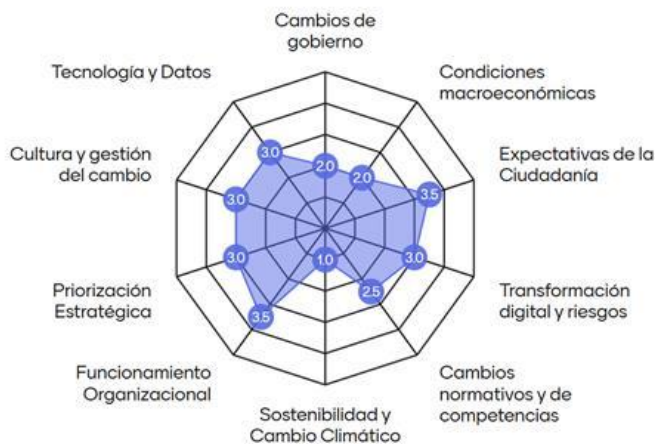 Cambios de
gobierno
Tecnología y Datos
Condiciones
macroeconómicas
Cultura y gestión
del cambio
Expectativas de la
Ciudadanía
3.0
2.0
2.0
3.5
3.0
3.0
3.0
1.0
2.5
3.5
Priorización
Estratégica
Transformación
digital y riesgos
Funcionamiento
Organizacional
Cambios
normativos y de
competencias
Sostenibilidad y
Cambio Climático